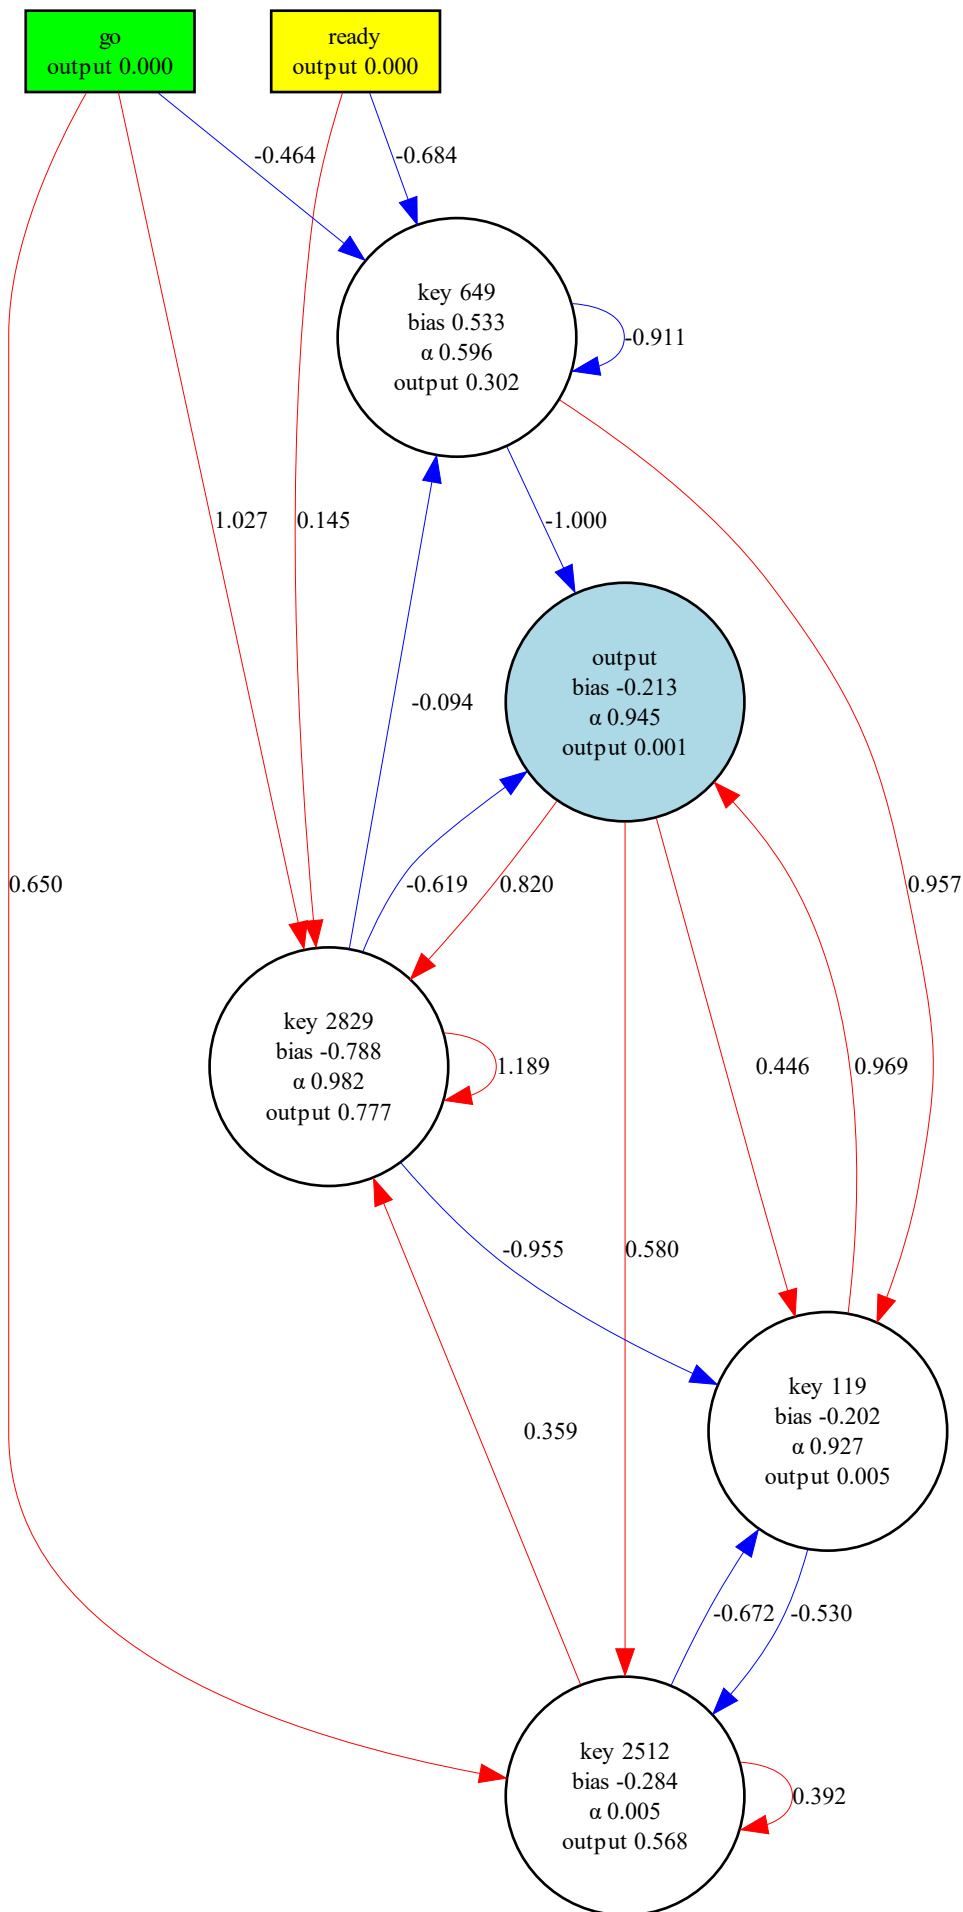 go
output 0.000
ready
output 0.000
-0.464
-0.684
key 649
bias 0.533
α 0.596
output 0.302
-0.911
1.027
0.145
-1.000
output
bias -0.213
α 0.945
output 0.001
-0.094
0.650
-0.619
0.820
0.957
key 2829
bias -0.788
α 0.982
output 0.777
1.189
0.446
0.969
-0.955
0.580
key 119
bias -0.202
α 0.927
output 0.005
0.359
-0.672
-0.530
key 2512
bias -0.284
α 0.005
output 0.568
0.392